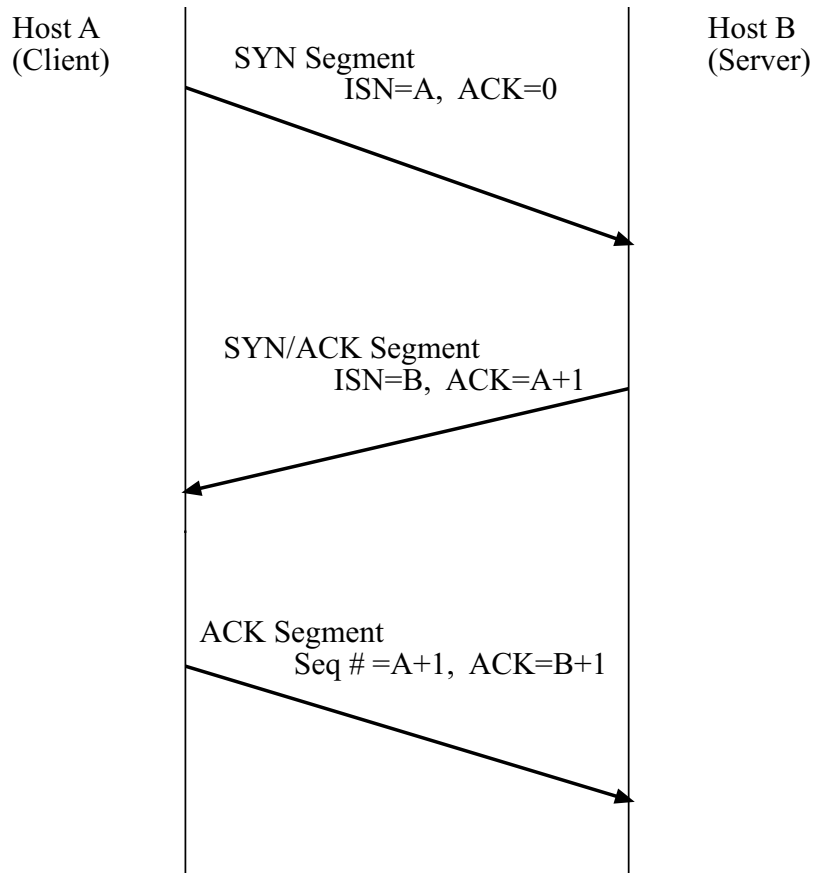 Host A
(Client)
Host B
(Server)
SYN Segment
ISN=A, ACK=0
SYN/ACK Segment
ISN=B, ACK=A+1
ACK Segment
Seq # =A+1, ACK=B+1